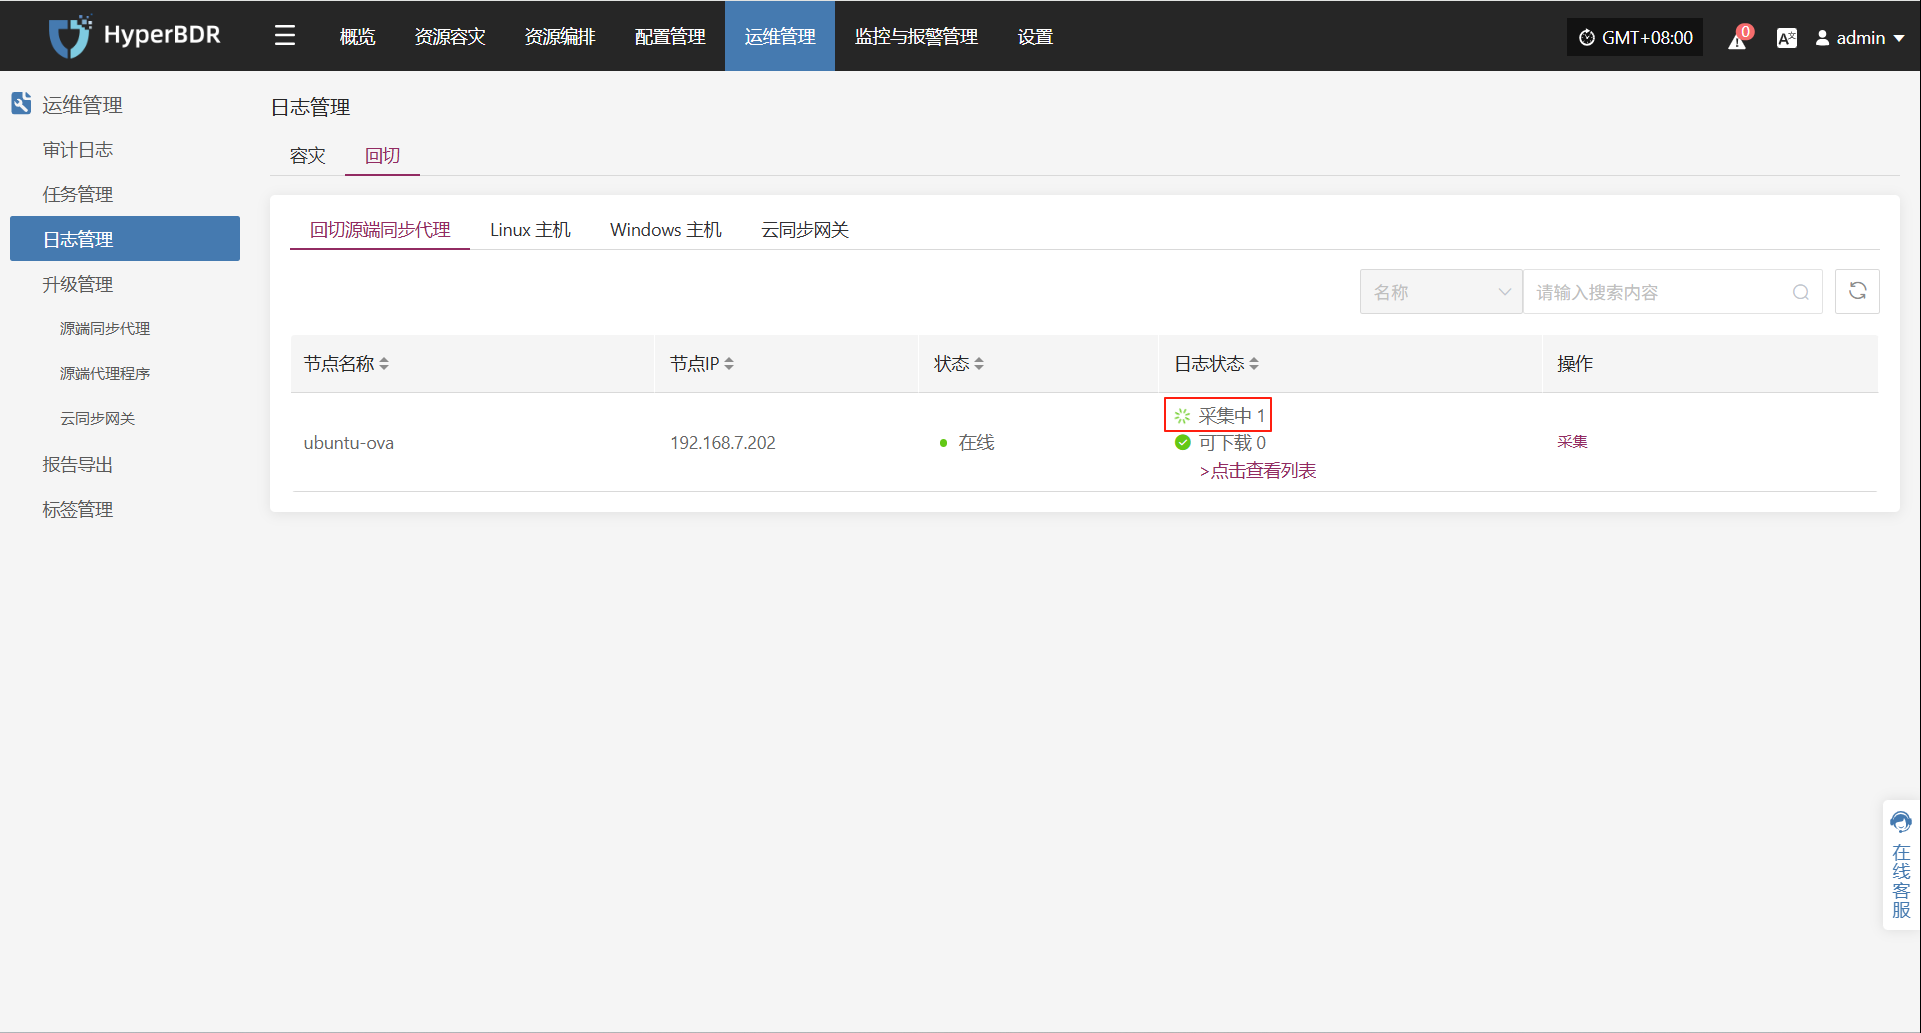 HyperBDR
概览
资源容灾
资源编排
配置管理
运维管理
监控与报警管理
设置
GMT+08:00
0
admin
运维管理
审计日志
任务管理
日志管理
升级管理
源端同步代理
源端代理程序
云同步网关
报告导出
标签管理
日志管理
容灾
回切
回切源端同步代理
Linux 主机
Windows 主机
云同步网关
名称
请输入搜索内容
节点名称
节点IP
状态
日志状态
操作
ubuntu-ova
192.168.7.202
在线
采集中 1
可下载 0
>点击查看列表
采集
在线客服